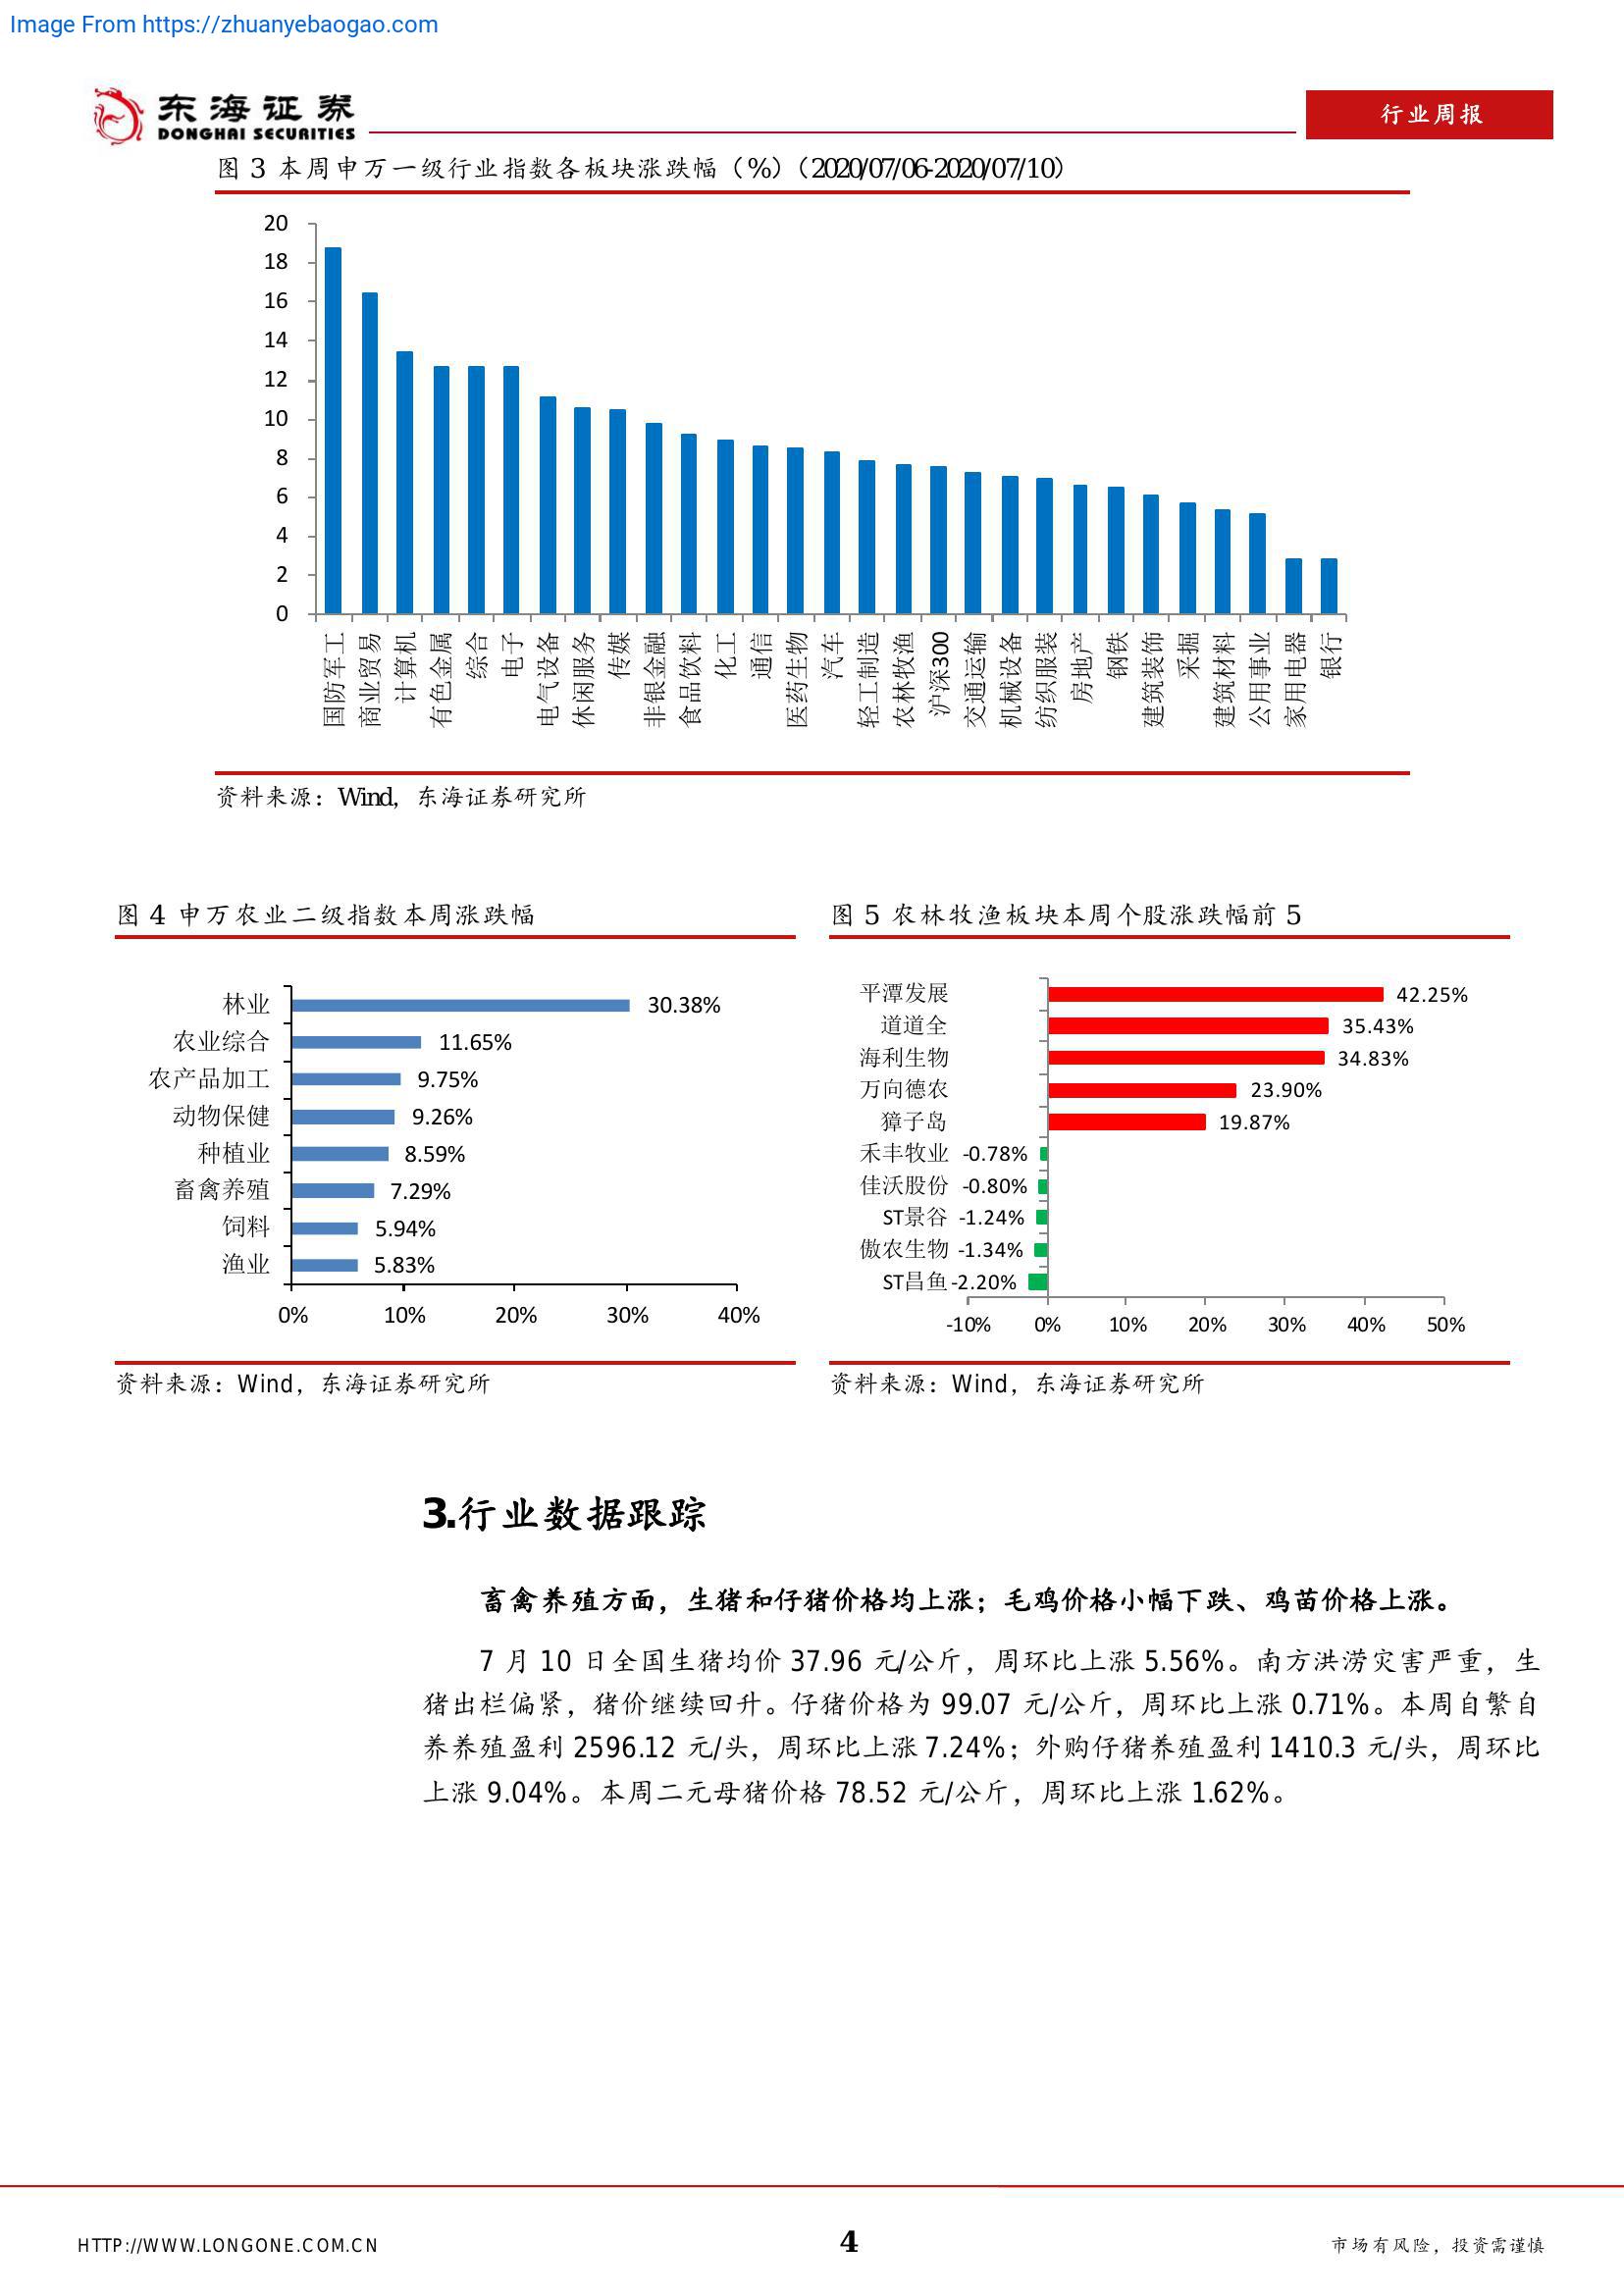 Image From https://zhuanyebaogao.com
东海证券
DONGHAI SECURITIES
行业周报
图 3 本周申万一级行业指数各板块涨跌幅（%）（2020/07/06-2020/07/10）
20
18
16
14
12
10
8
6
4
2
0
国防军工
商业贸易
计算机
有色金属
综合
电子
电气设备
休闲服务
传媒
非银金融
食品饮料
化工
通信
医药生物
汽车
轻工制造
农林牧渔
沪深300
交通运输
机械设备
纺织服装
房地产
钢铁
建筑装饰
采掘
建筑材料
公用事业
家用电器
银行
资料来源：Wind，东海证券研究所
图 4 申万农业二级指数本周涨跌幅
林业 30.38%
农业综合 11.65%
农产品加工 9.75%
动物保健 9.26%
种植业 8.59%
畜禽养殖 7.29%
饲料 5.94%
渔业 5.83%
0% 10% 20% 30% 40%
资料来源：Wind，东海证券研究所
图 5 农林牧渔板块本周个股涨跌幅前 5
平潭发展 42.25%
道道全 35.43%
海利生物 34.83%
万向德农 23.90%
獐子岛 19.87%
禾丰牧业 -0.78%
佳沃股份 -0.80%
ST景谷 -1.24%
傲农生物 -1.34%
ST昌鱼 -2.20%
-10% 0% 10% 20% 30% 40% 50%
资料来源：Wind，东海证券研究所
3.行业数据跟踪
畜禽养殖方面，生猪和仔猪价格均上涨；毛鸡价格小幅下跌、鸡苗价格上涨。
7 月 10 日全国生猪均价 37.96 元/公斤，周环比上涨 5.56%。南方洪涝灾害严重，生
猪出栏偏紧，猪价继续回升。仔猪价格为 99.07 元/公斤，周环比上涨 0.71%。本周自繁自
养养殖盈利 2596.12 元/头，周环比上涨 7.24%；外购仔猪养殖盈利 1410.3 元/头，周环比
上涨 9.04%。本周二元母猪价格 78.52 元/公斤，周环比上涨 1.62%。
HTTP://WWW.LONGONE.COM.CN
4
市场有风险，投资需谨慎